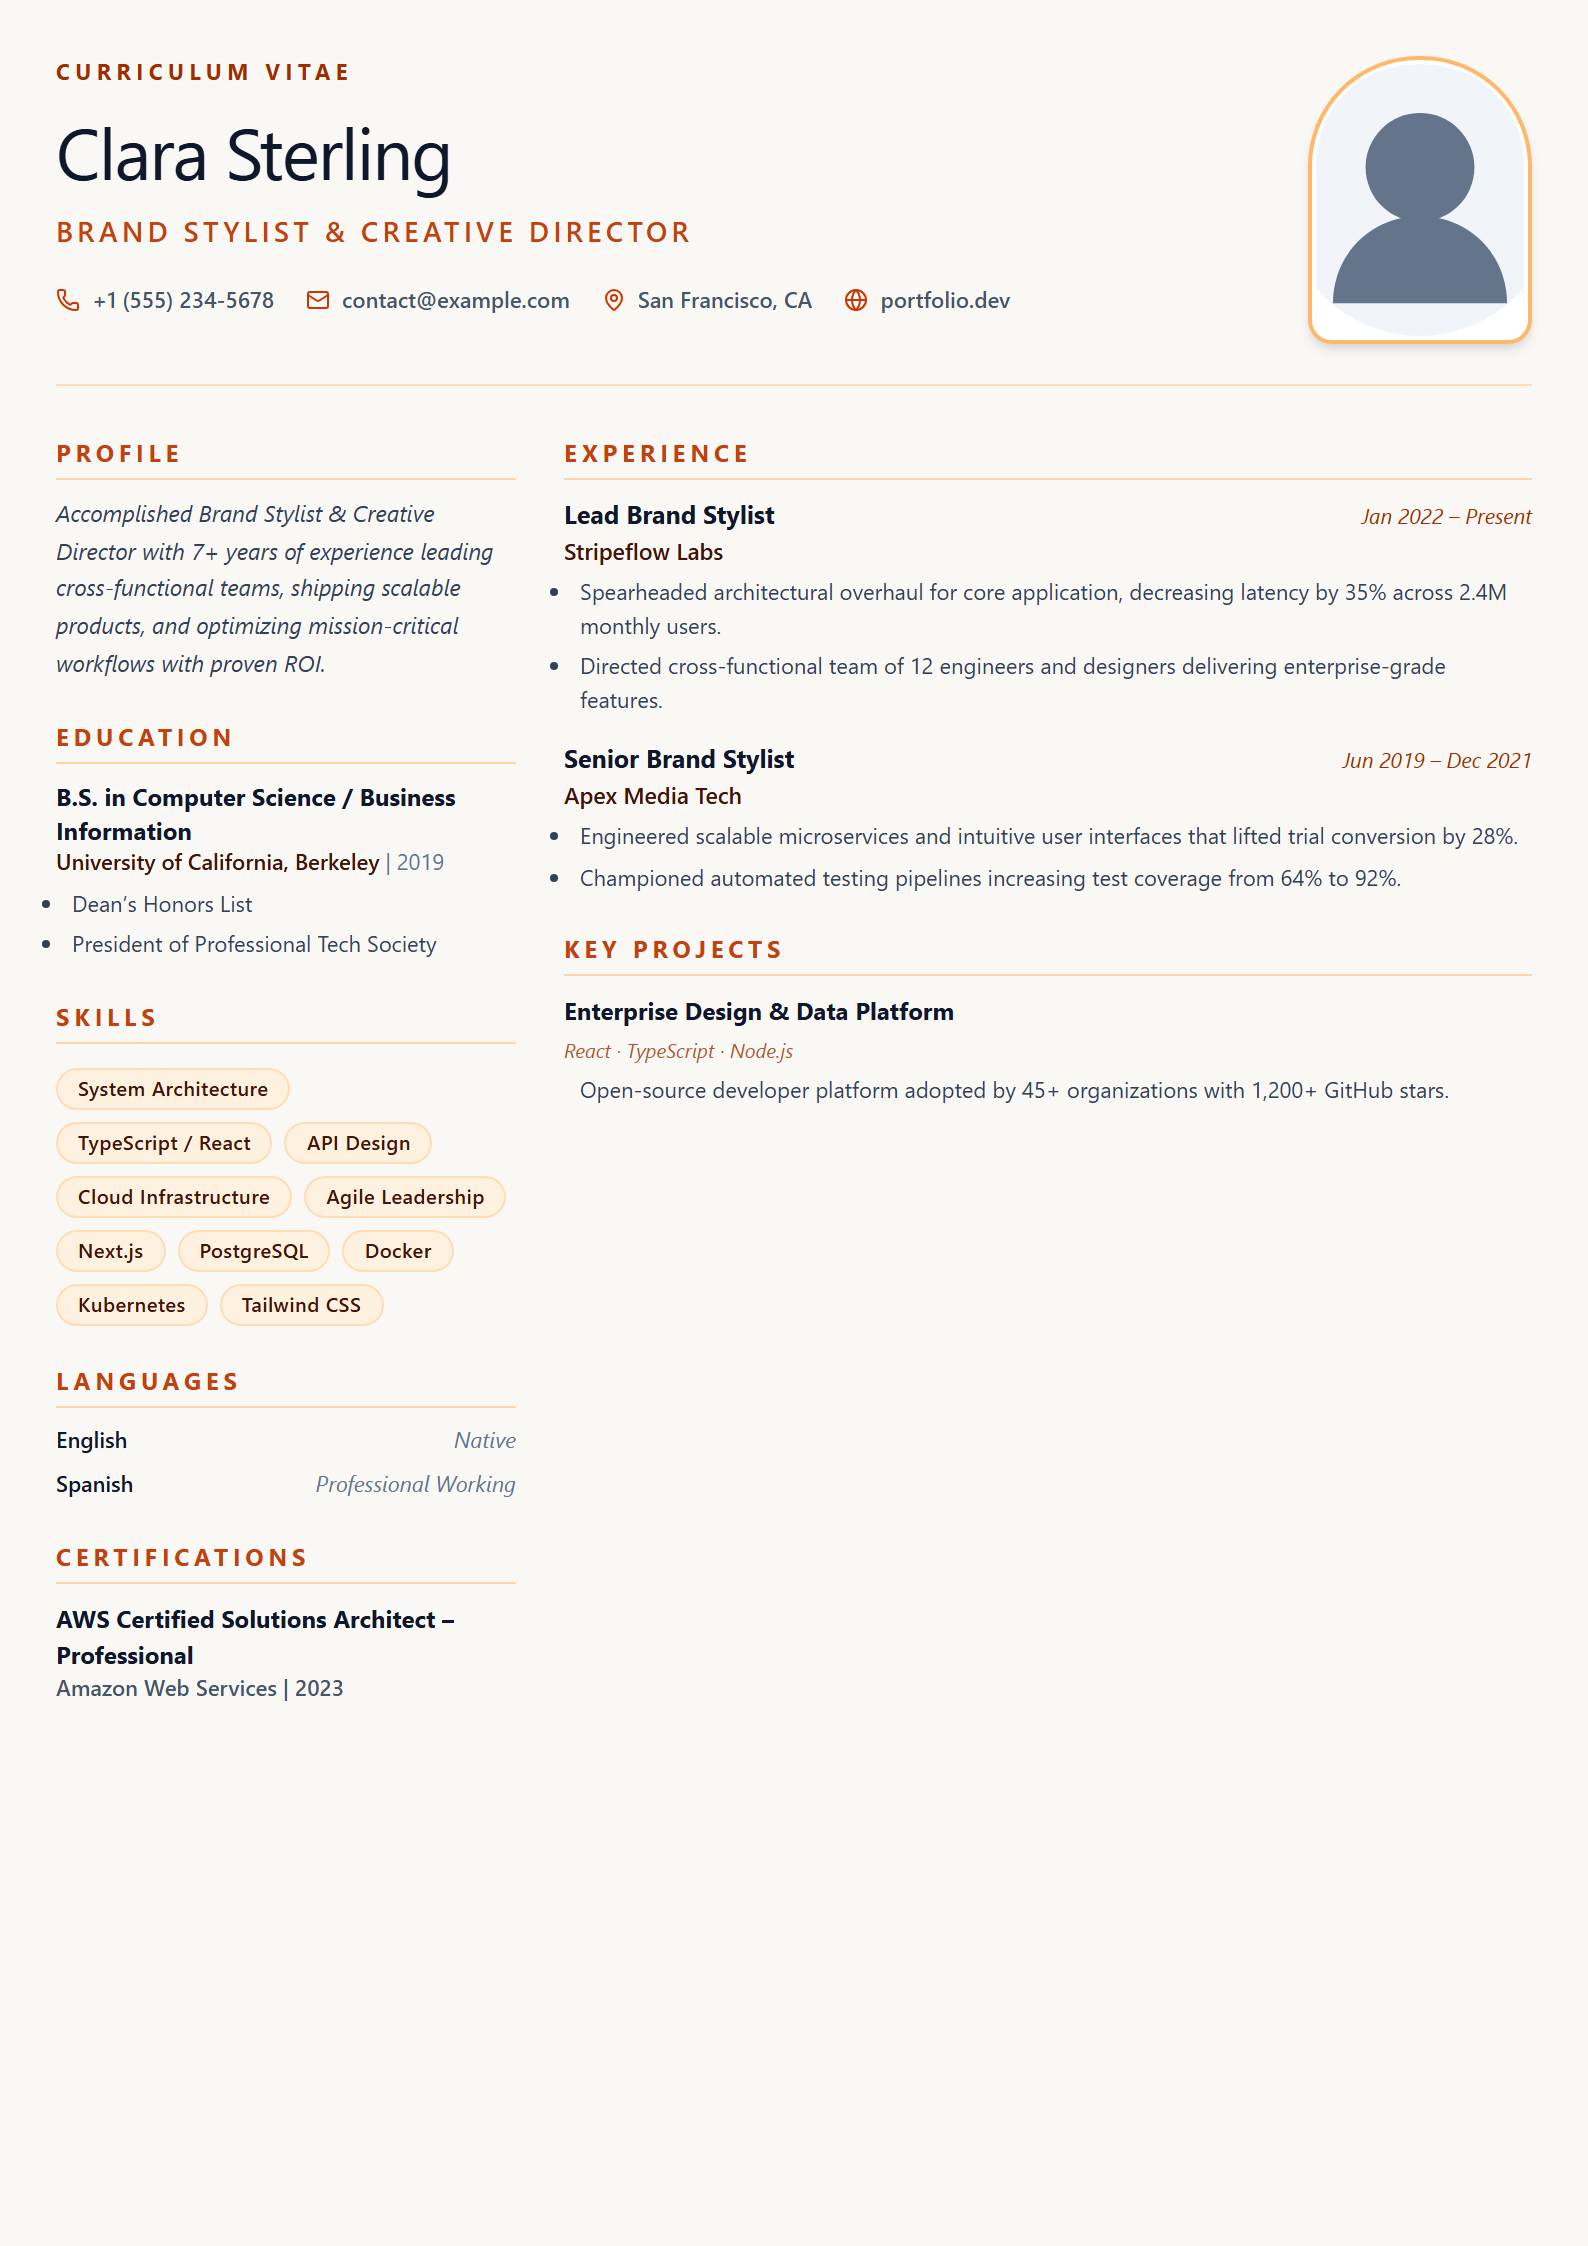 CURRICULUM VITAE
Clara Sterling
BRAND STYLIST & CREATIVE DIRECTOR
+1 (555) 234-5678 contact@example.com San Francisco, CA portfolio.dev
PROFILE
Accomplished Brand Stylist & Creative
Director with 7+ years of experience leading
cross-functional teams, shipping scalable
products, and optimizing mission-critical
workflows with proven ROI.
EDUCATION
B.S. in Computer Science / Business
Information
University of California, Berkeley | 2019
• Dean’s Honors List
• President of Professional Tech Society
SKILLS
System Architecture
TypeScript / React API Design
Cloud Infrastructure Agile Leadership
Next.js PostgreSQL Docker
Kubernetes Tailwind CSS
LANGUAGES
English Native
Spanish Professional Working
CERTIFICATIONS
AWS Certified Solutions Architect –
Professional
Amazon Web Services | 2023
EXPERIENCE
Lead Brand Stylist Jan 2022 – Present
Stripeflow Labs
• Spearheaded architectural overhaul for core application, decreasing latency by 35% across 2.4M
monthly users.
• Directed cross-functional team of 12 engineers and designers delivering enterprise-grade
features.
Senior Brand Stylist Jun 2019 – Dec 2021
Apex Media Tech
• Engineered scalable microservices and intuitive user interfaces that lifted trial conversion by 28%.
• Championed automated testing pipelines increasing test coverage from 64% to 92%.
KEY PROJECTS
Enterprise Design & Data Platform
React · TypeScript · Node.js
Open-source developer platform adopted by 45+ organizations with 1,200+ GitHub stars.